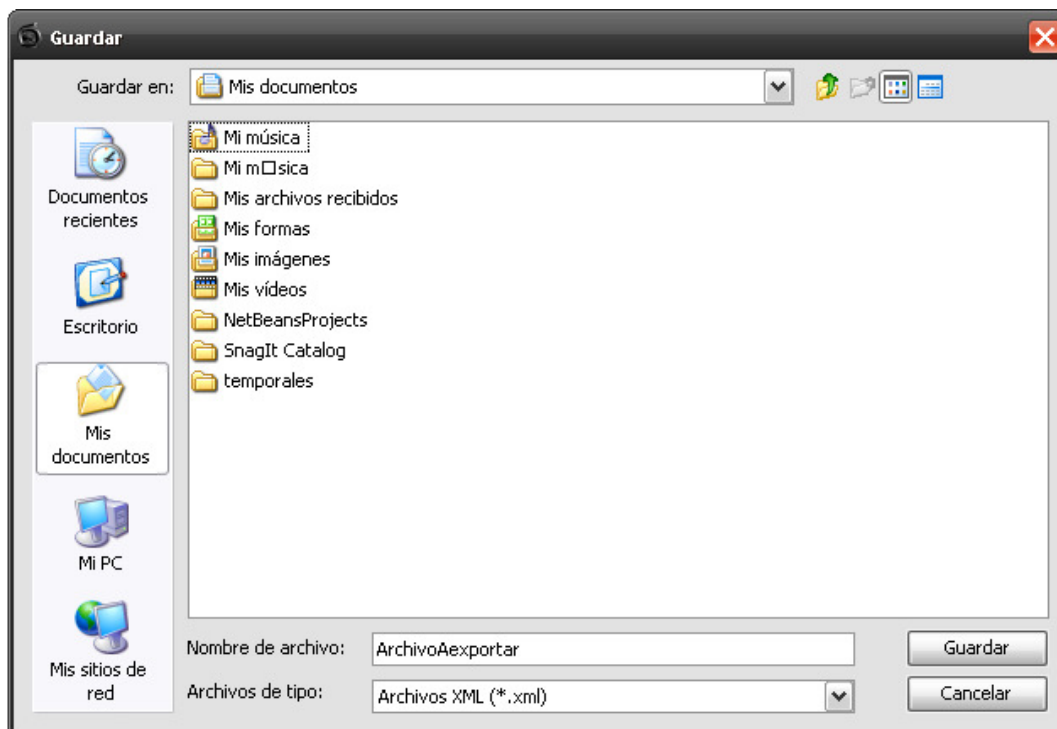 Guardar
Guardar en:
Mis documentos
Documentos
recientes
Escritorio
Mis
documentos
Mi PC
Mis sitios de
red
Mi música
Mi m□sica
Mis archivos recibidos
Mis formas
Mis imágenes
Mis vídeos
NetBeansProjects
SnagIt Catalog
temporales
Nombre de archivo:
ArchivoAexportar
Guardar
Archivos de tipo:
Archivos XML (*.xml)
Cancelar